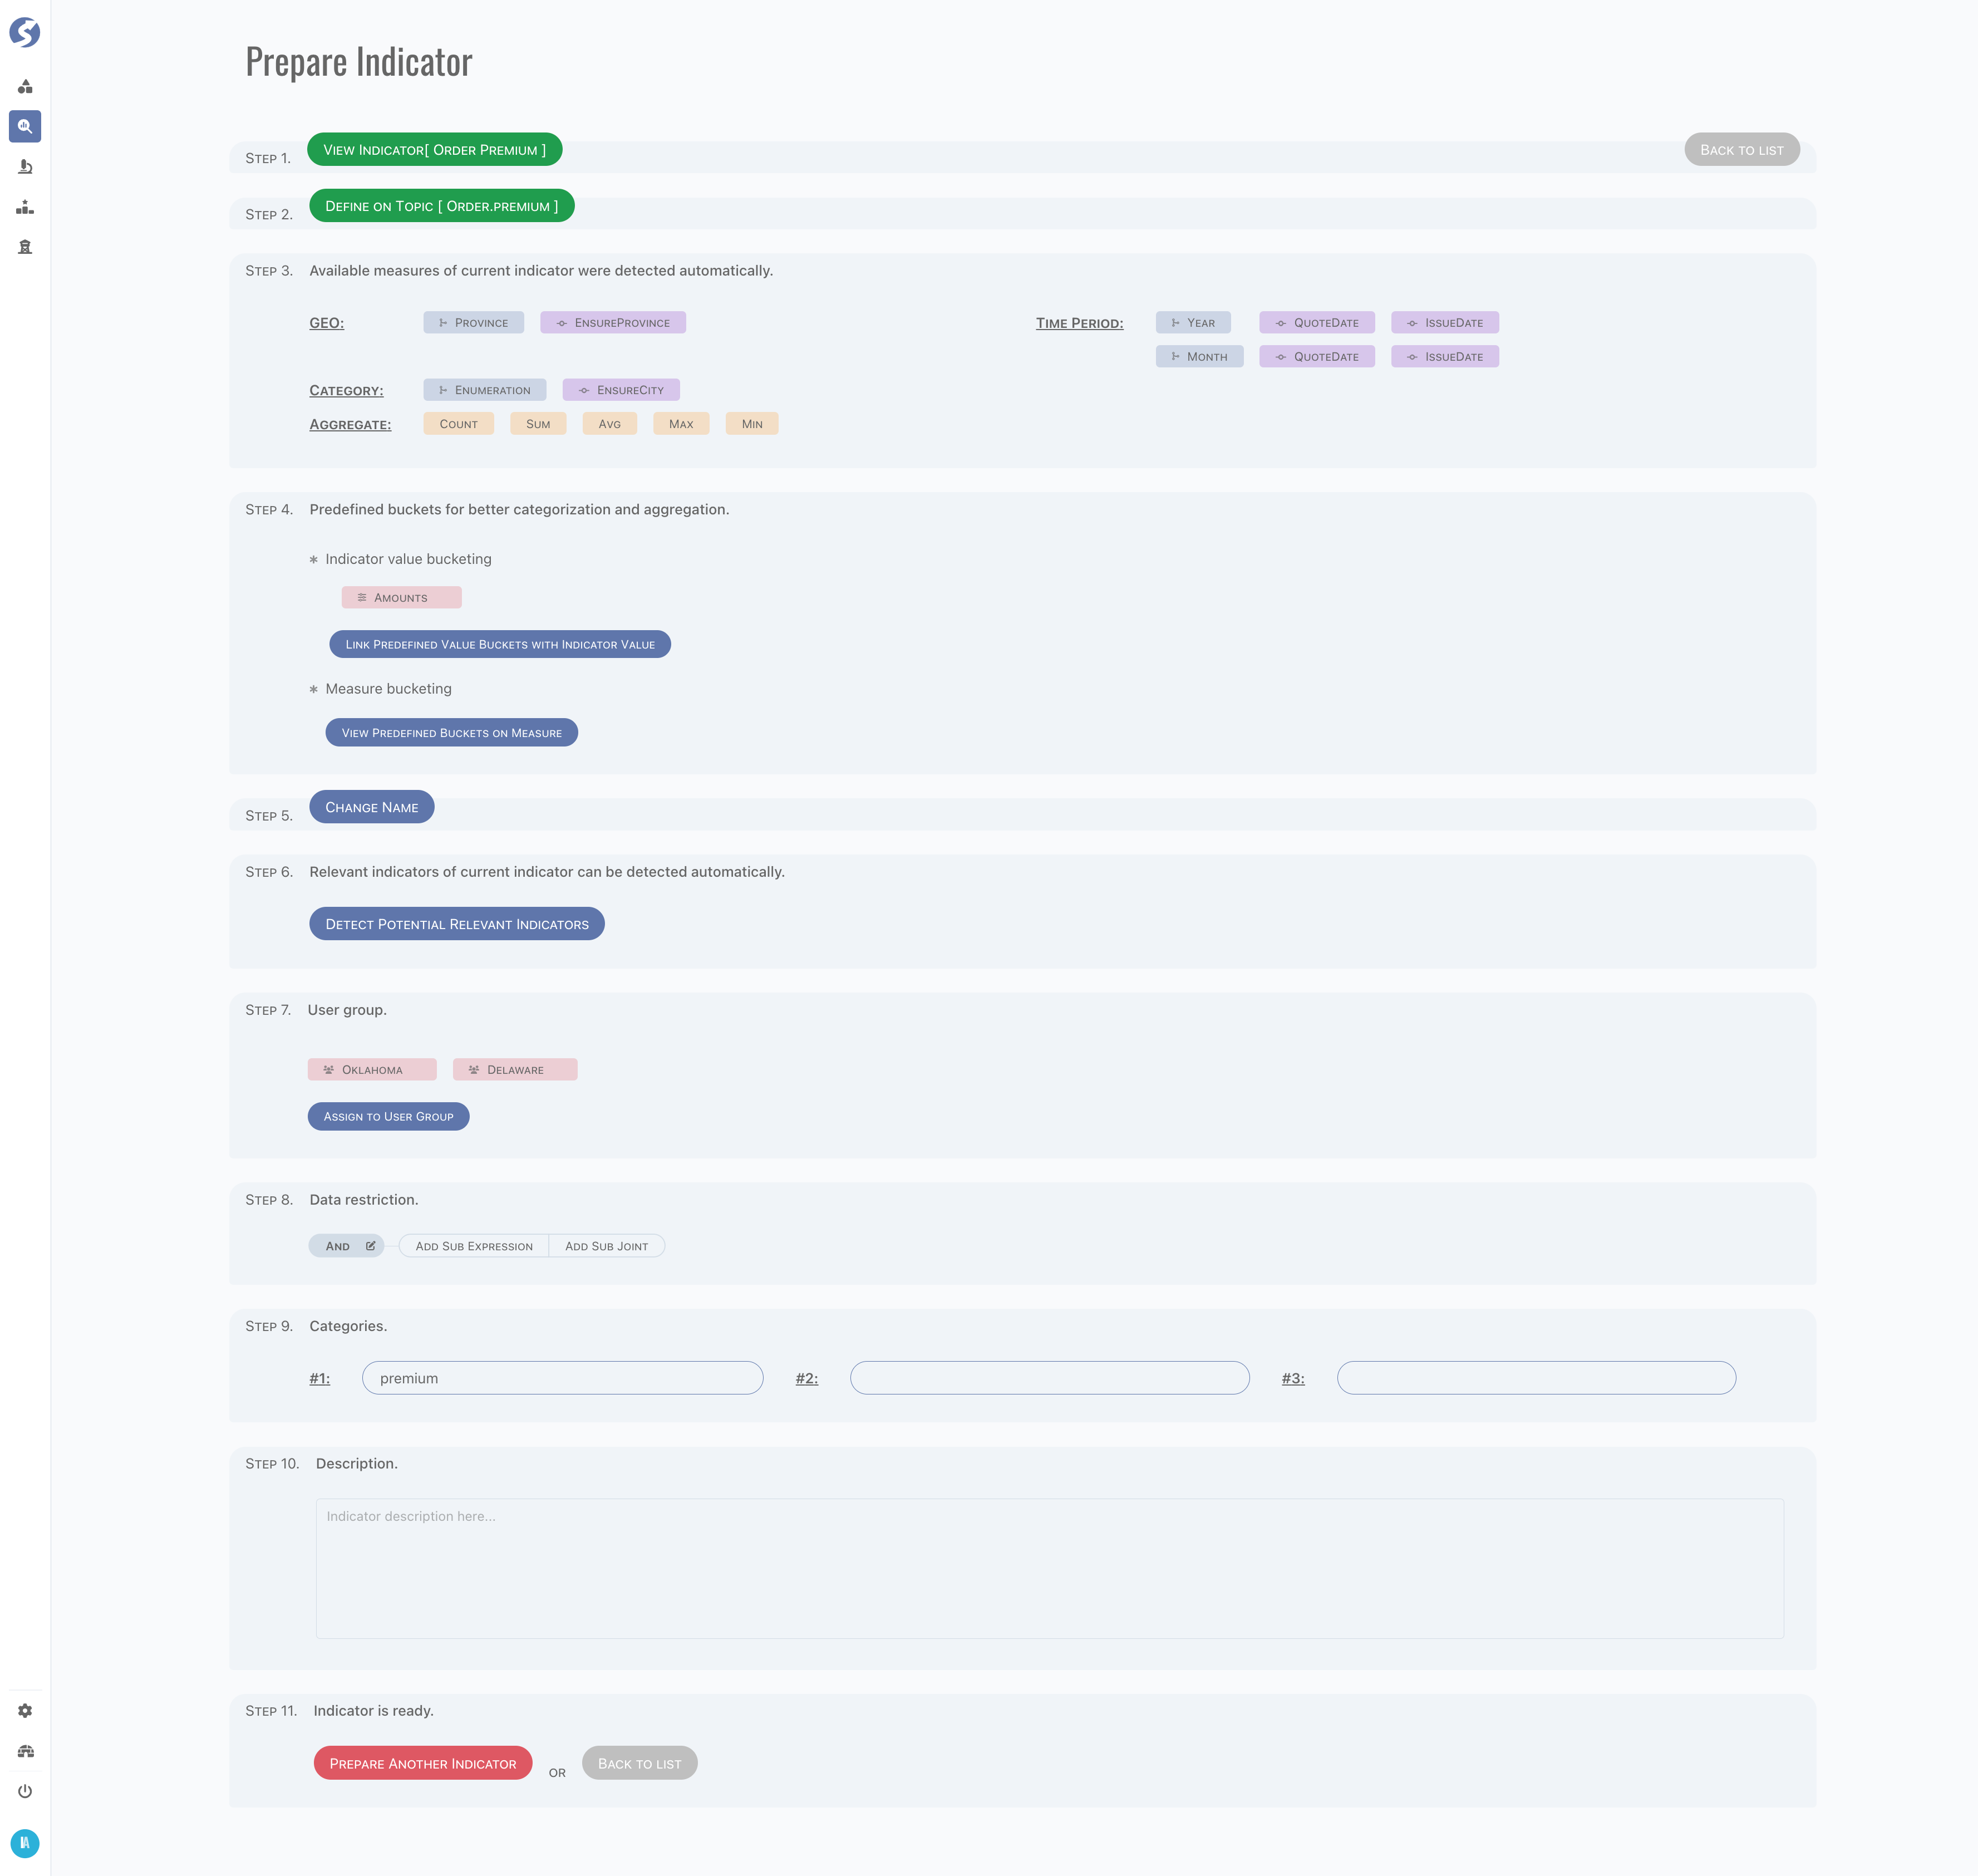 Prepare Indicator
Step 1. View Indicator[ Order Premium ] Back to list
Step 2. Define on Topic [ Order.premium ]
Step 3. Available measures of current indicator were detected automatically.
GEO: Province EnsureProvince Time Period: Year QuoteDate IssueDate
Month QuoteDate IssueDate
Category: Enumeration EnsureCity
Aggregate: Count Sum Avg Max Min
Step 4. Predefined buckets for better categorization and aggregation.
* Indicator value bucketing
Amounts
Link Predefined Value Buckets with Indicator Value
* Measure bucketing
View Predefined Buckets on Measure
Step 5. Change Name
Step 6. Relevant indicators of current indicator can be detected automatically.
Detect Potential Relevant Indicators
Step 7. User group.
Oklahoma Delaware
Assign to User Group
Step 8. Data restriction.
And Add Sub Expression Add Sub Joint
Step 9. Categories.
#1: premium #2: #3:
Step 10. Description.
Indicator description here...
Step 11. Indicator is ready.
Prepare Another Indicator or Back to list
IA